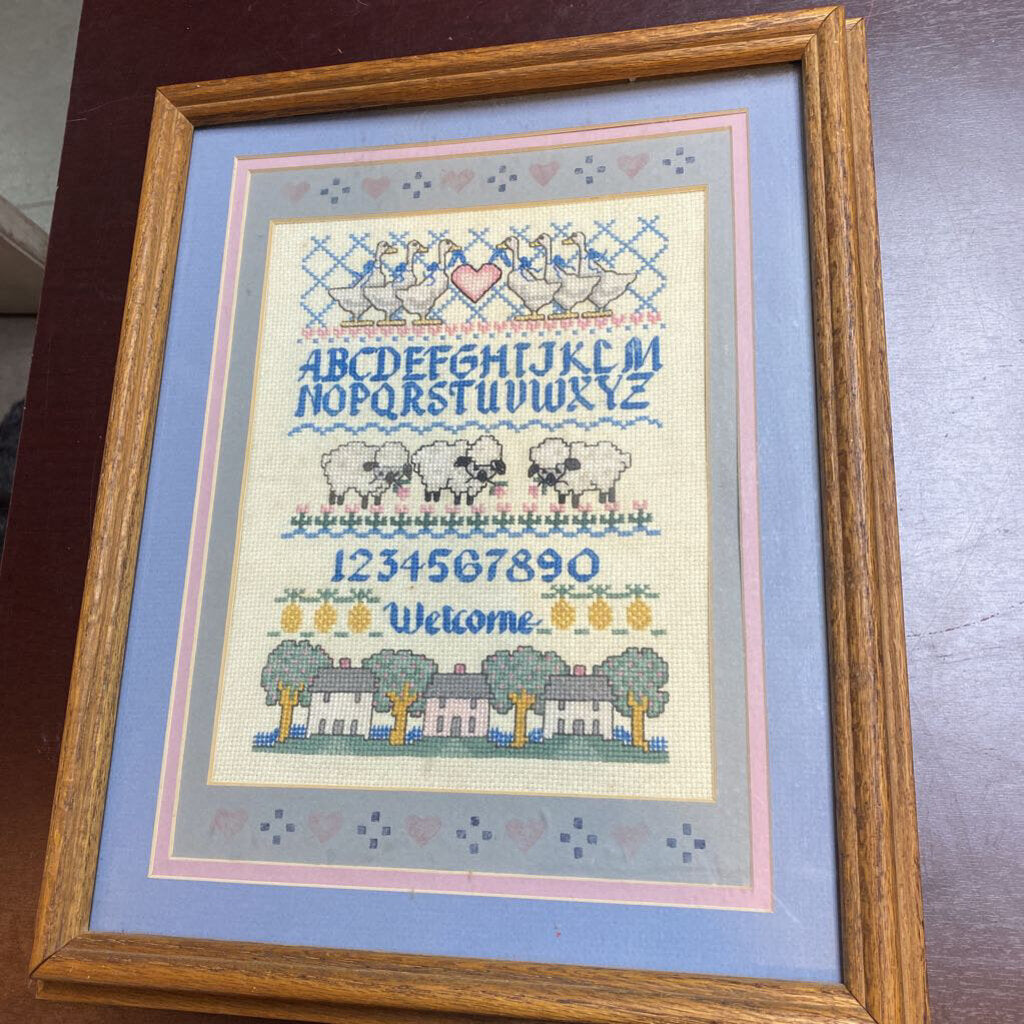 ABCDEFGHIJKLM
NOPQRSTUVWXYZ
1234567890
Welcome